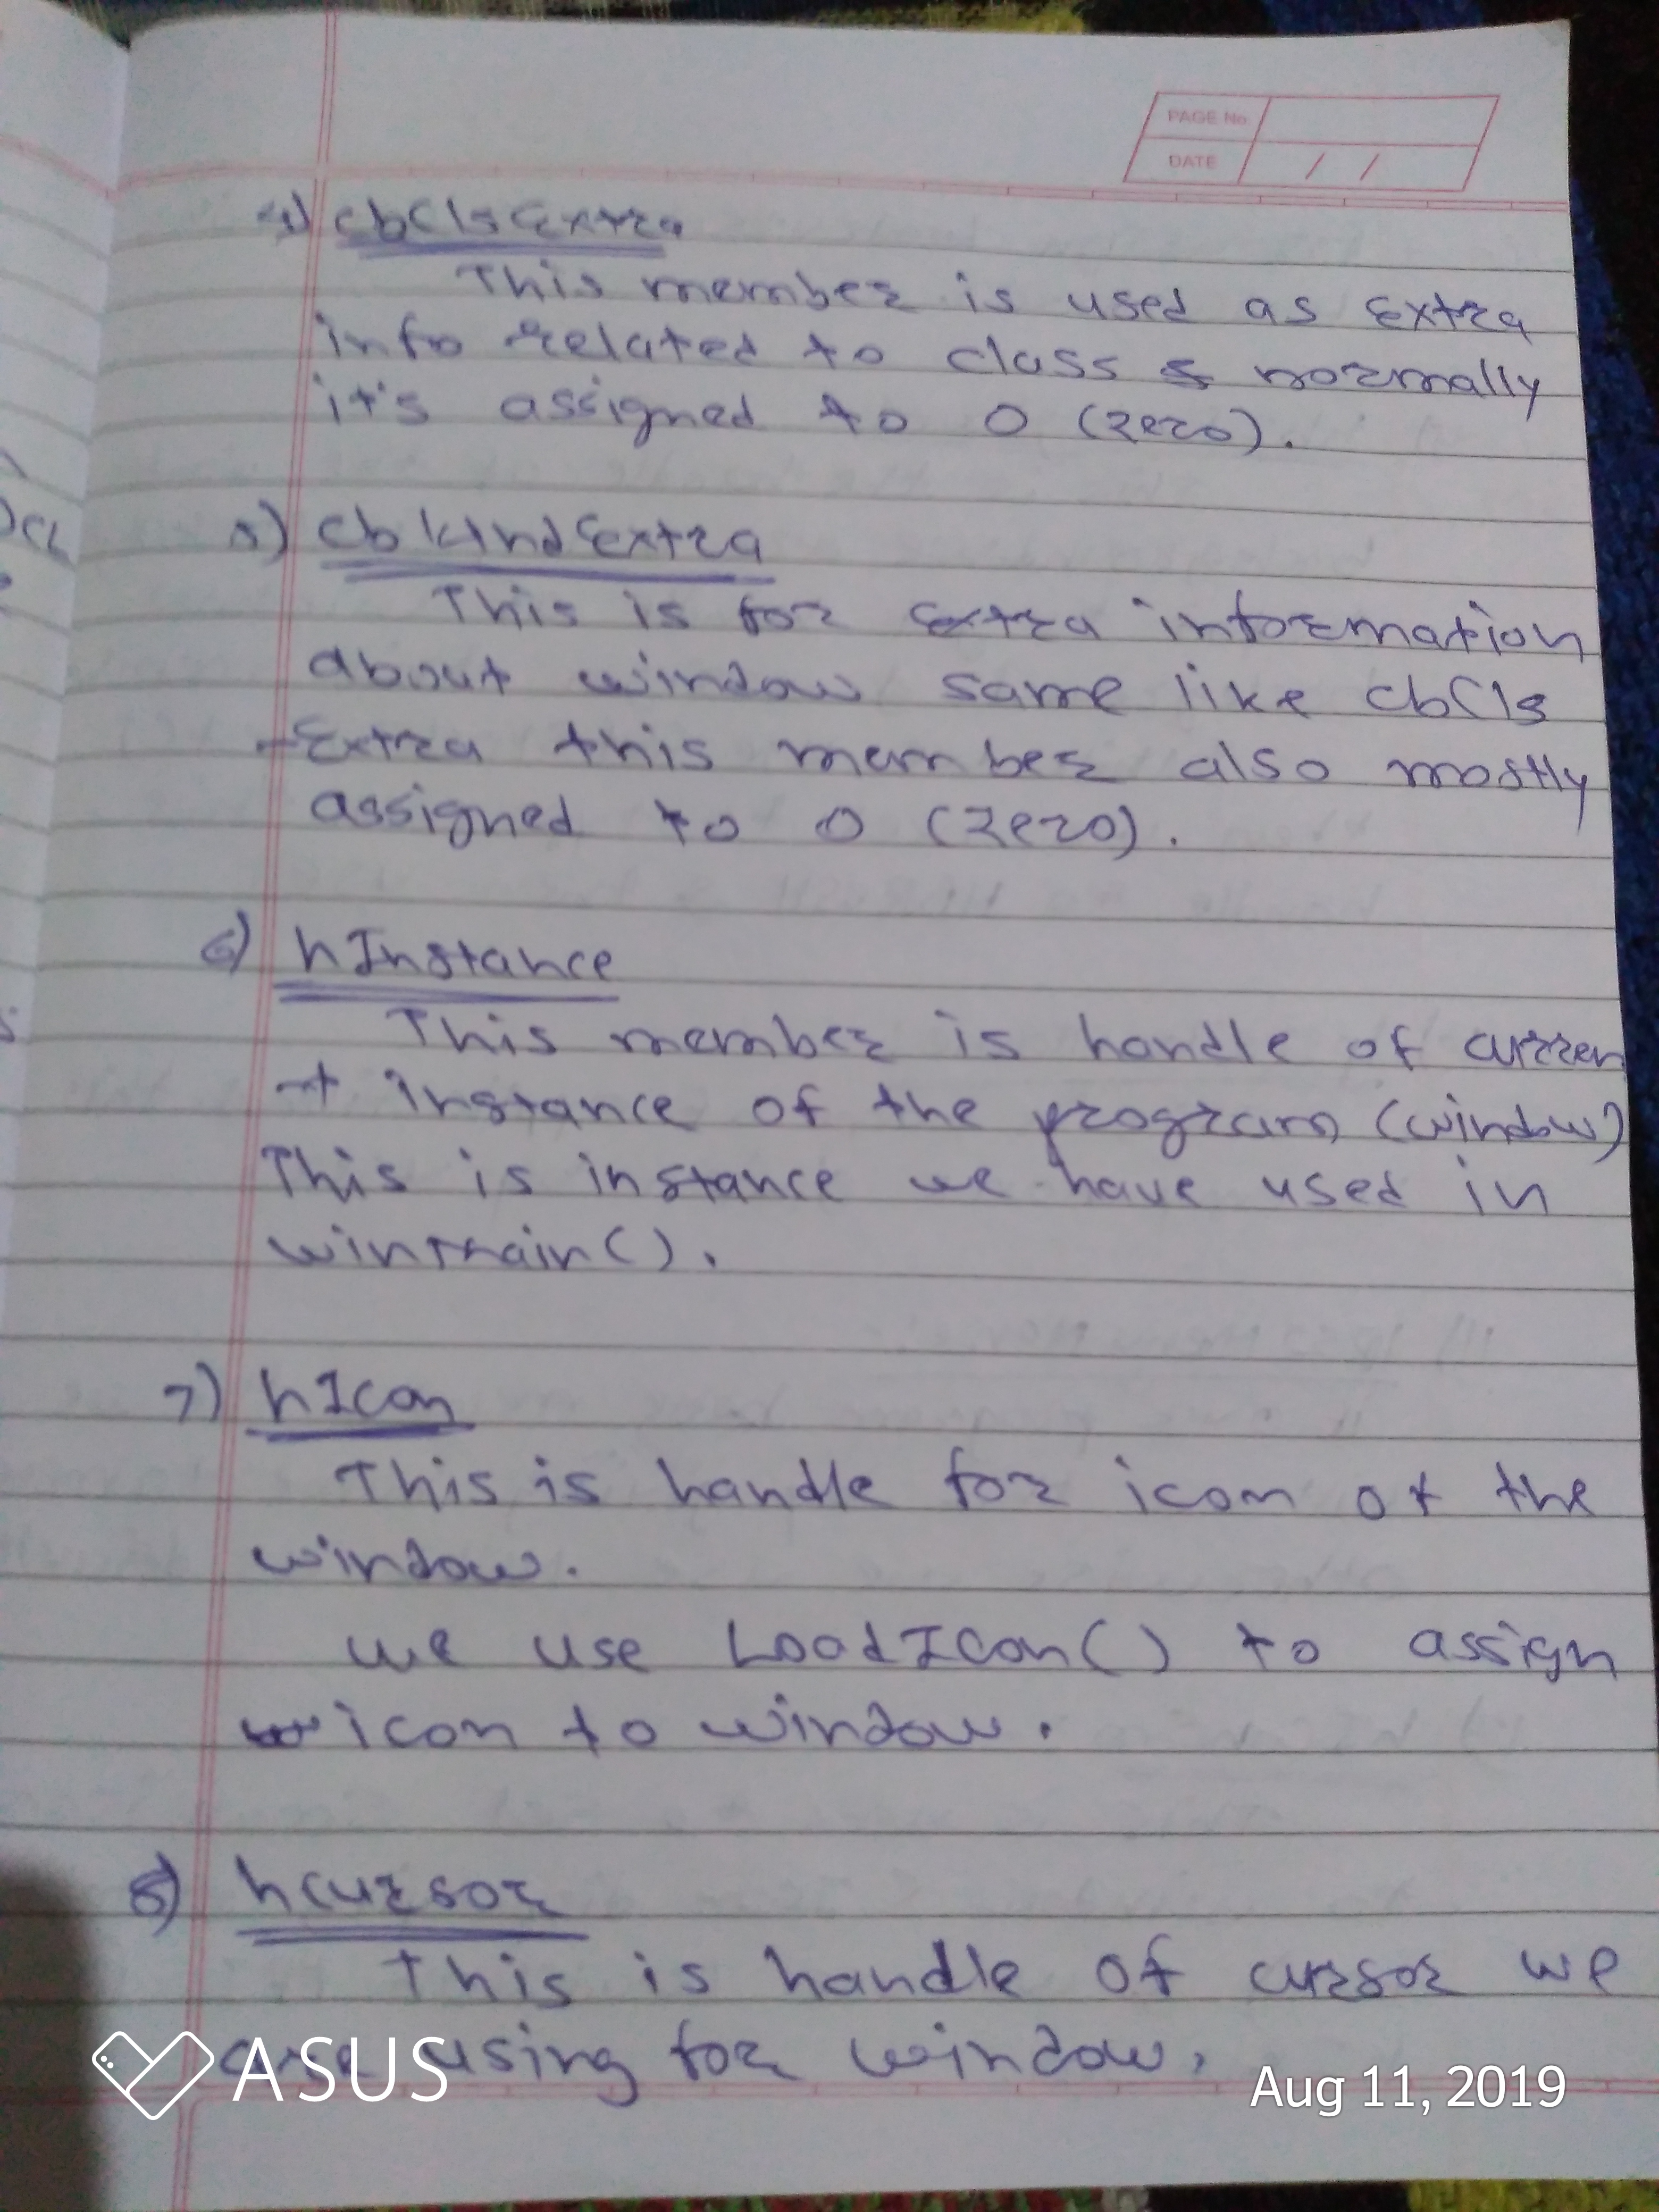 PAGE No.
DATE / /
4) cbClsExtra
This member is used as Extra
info related to class & normally
it's assigned to 0 (zero).
5) cbWndExtra
This is for extra information
about window same like cbCls
-Extra this member also mostly
assigned to 0 (Zero).
6) hInstance
This member is handle of curren
-t instance of the program (window)
This is instance we have used in
winmain().
7) hIcon
This is handle for icon of the
window.
We use LoadIcon() to assign
icon to window.
8) hcursor
This is handle of cursor we
are using for window.
ASUS
Aug 11, 2019